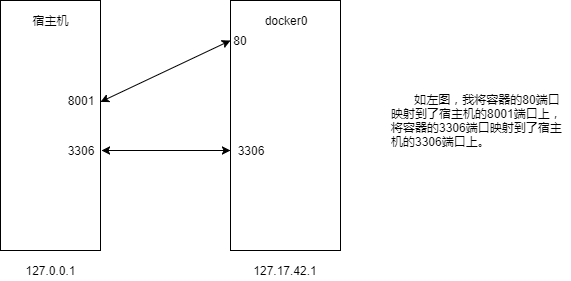 宿主机
docker0
80
8001
3306
3306
127.0.0.1
127.17.42.1
如左图，我将容器的80端口
映射到了宿主机的8001端口上，
将容器的3306端口映射到了宿主
机的3306端口上。